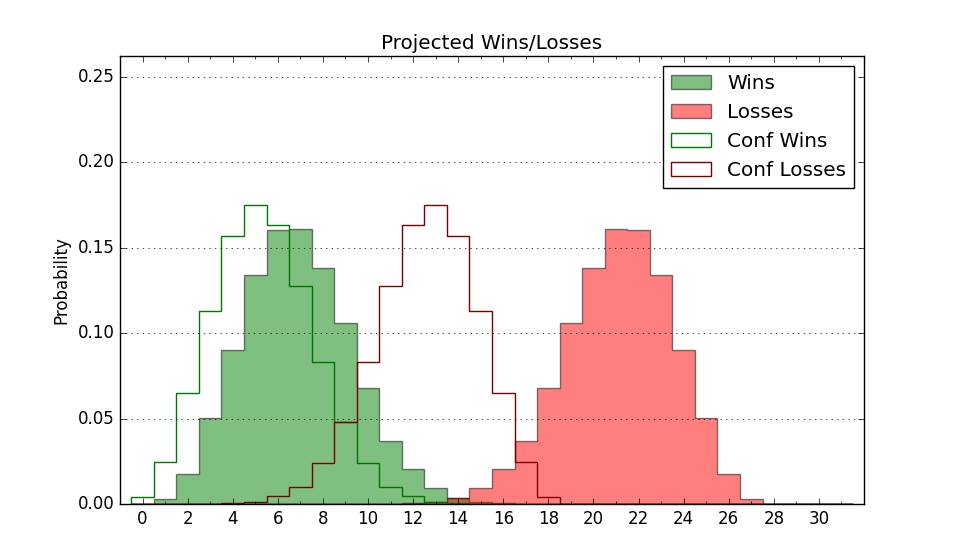 Projected Wins/Losses
0.25
0.20
0.15
0.10
0.05
0.00
Probability
Wins
Losses
Conf Wins
Conf Losses
0 2 4 6 8 10 12 14 16 18 20 22 24 26 28 30